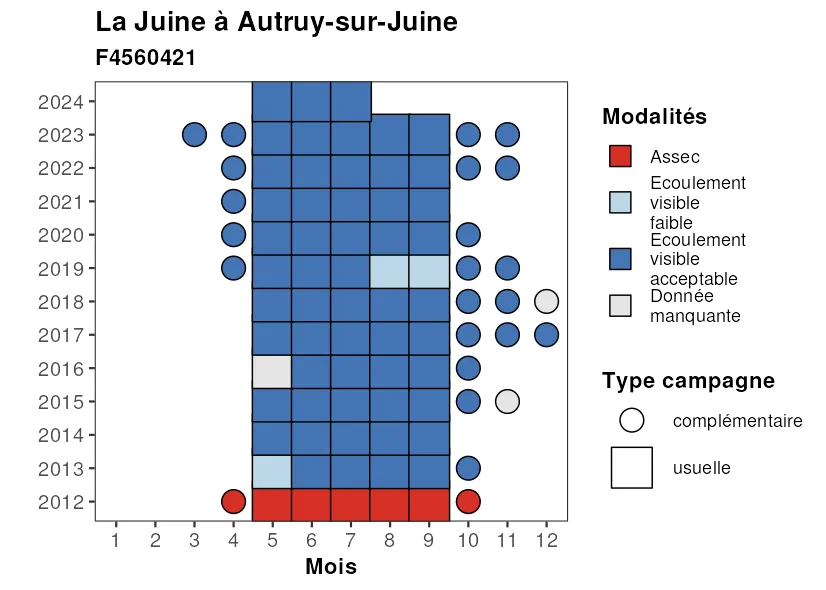 La Juine à Autruy-sur-Juine
F4560421
2024
2023
2022
2021
2020
2019
2018
2017
2016
2015
2014
2013
2012
1 2 3 4 5 6 7 8 9 10 11 12
Mois
Modalités
Assec
Ecoulement
visible
faible
Ecoulement
visible
acceptable
Donnée
manquante
Type campagne
complémentaire
usuelle